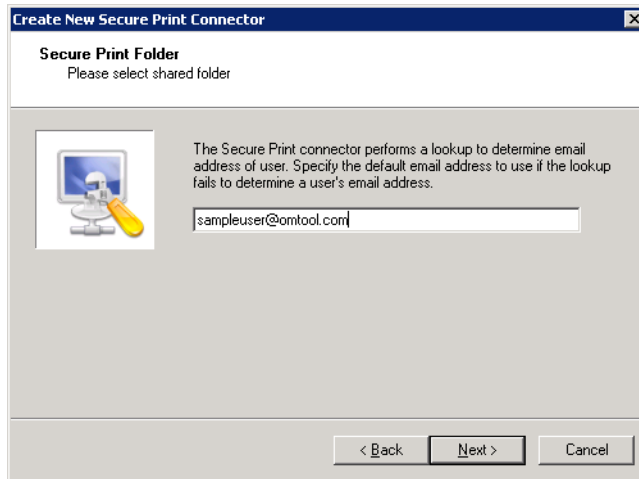 Create New Secure Print Connector
Secure Print Folder
Please select shared folder
The Secure Print connector performs a lookup to determine email
address of user. Specify the default email address to use if the lookup
fails to determine a user's email address.
sampleuser@omtool.com
< Back
Next >
Cancel